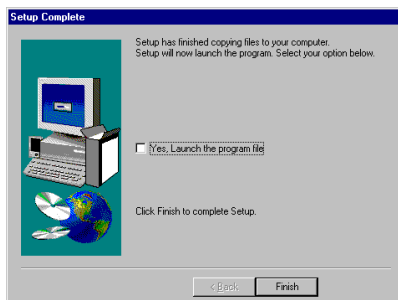 Setup Complete
Setup has finished copying files to your computer.
Setup will now launch the program. Select your option below.
Yes, Launch the program file
Click Finish to complete Setup.
< Back
Finish